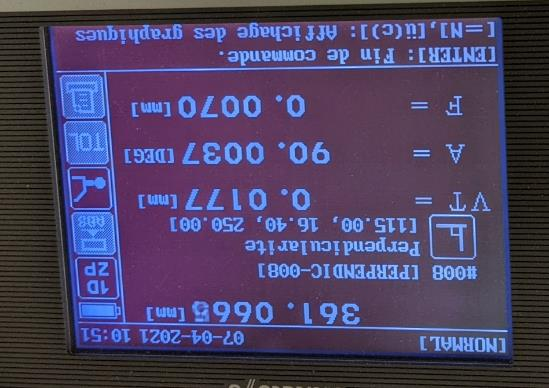 [NORMAL] 07-04-2021 10:51
361.0665 [mm]
#008 [PERPENDIC-008]
Perpendicularite
[115.00, 16.40, 250.00]
VT = 0.0177 [mm]
A = 90.0037 [DEG]
F = 0.0070 [mm]
[ENTER]: Fin de commande.
[=N],[ü(c)]: Affichage des graphiques
1D
2P
ABS
TOL